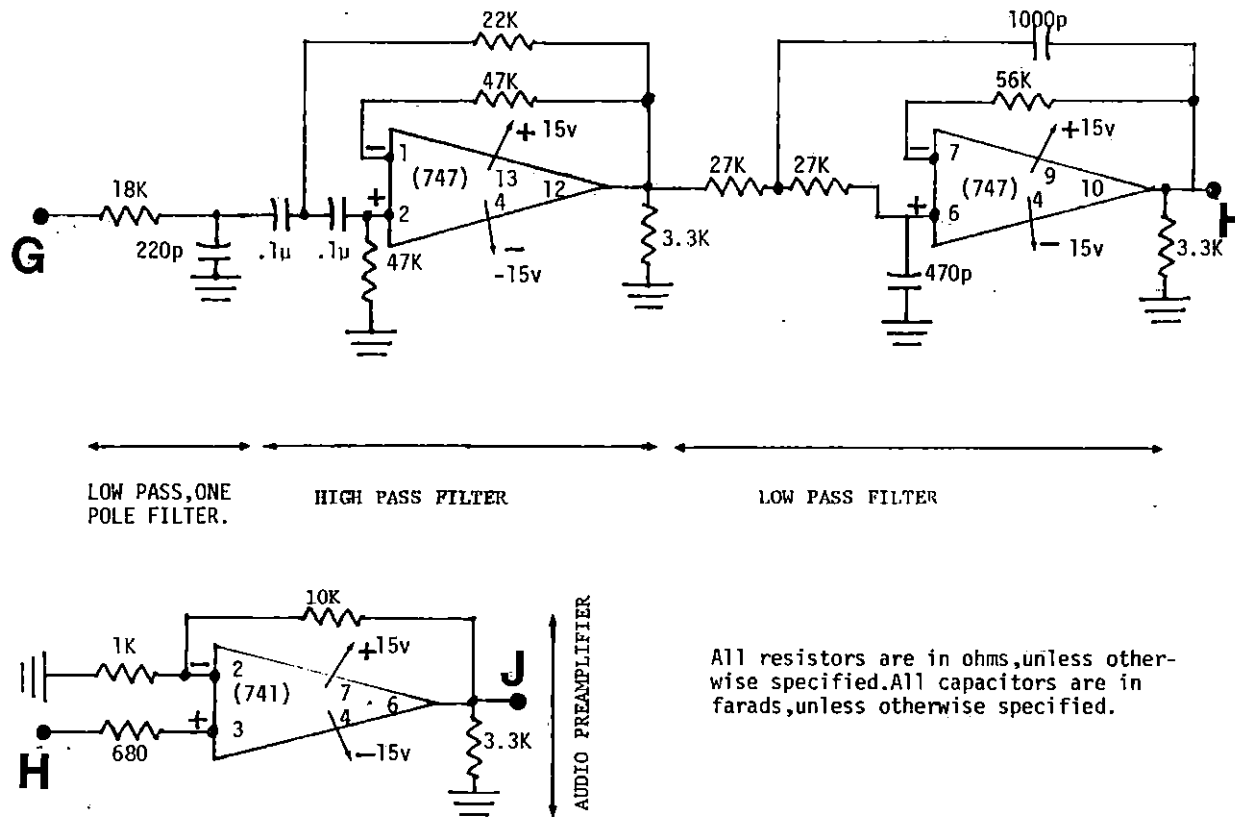 22K
1000p
47K
56K
+ 15v
+15v
− 1
− 7
18K
(747)
13
12
27K
27K
(747)
9
10
G
+ 2
4
+ 6
4
H
220p
.1μ
.1μ
47K
−
-15v
3.3K
470p
− 15v
3.3K
LOW PASS,ONE
POLE FILTER.
HIGH PASS FILTER
LOW PASS FILTER
10K
1K
+15v
− 2
(741)
7
6
J
+ 3
4
H
680
−15v
3.3K
AUDIO PREAMPLIFIER
All resistors are in ohms,unless other-
wise specified.All capacitors are in
farads,unless otherwise specified.